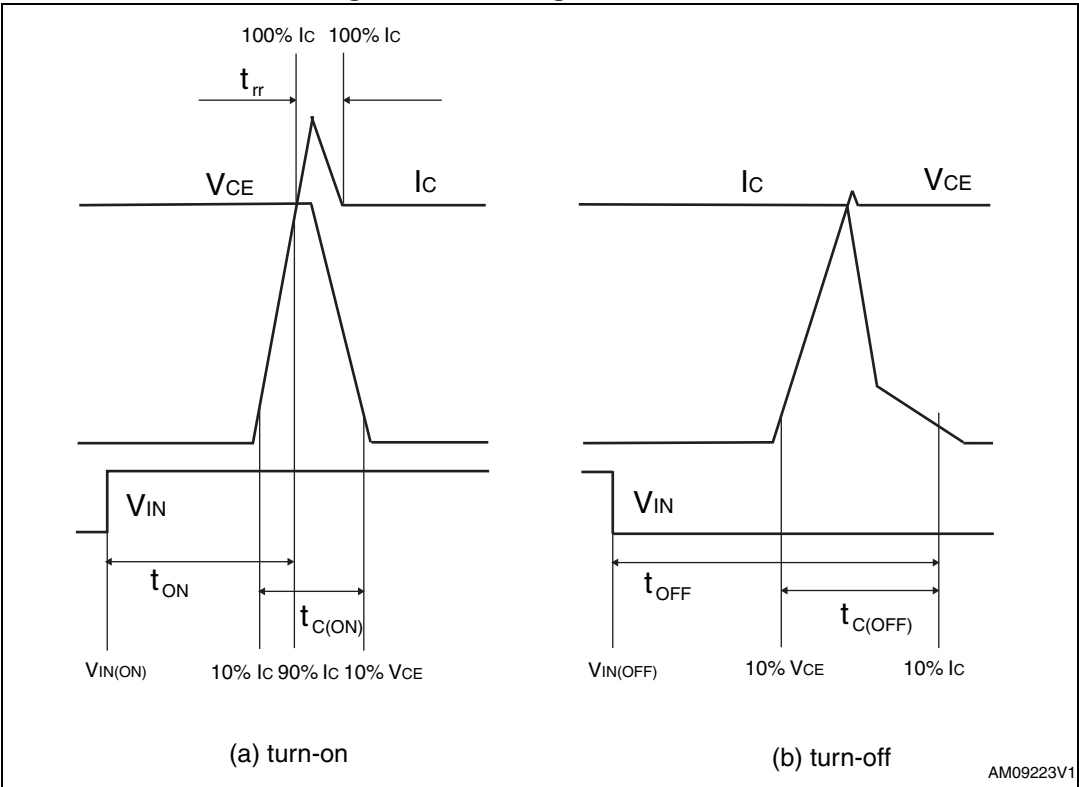 100% IC 100% IC
trr
VCE IC
VIN
tON
tC(ON)
VIN(ON) 10% IC 90% IC 10% VCE
(a) turn-on
IC VCE
VIN
tOFF
tC(OFF)
VIN(OFF) 10% VCE 10% IC
(b) turn-off
AM09223V1